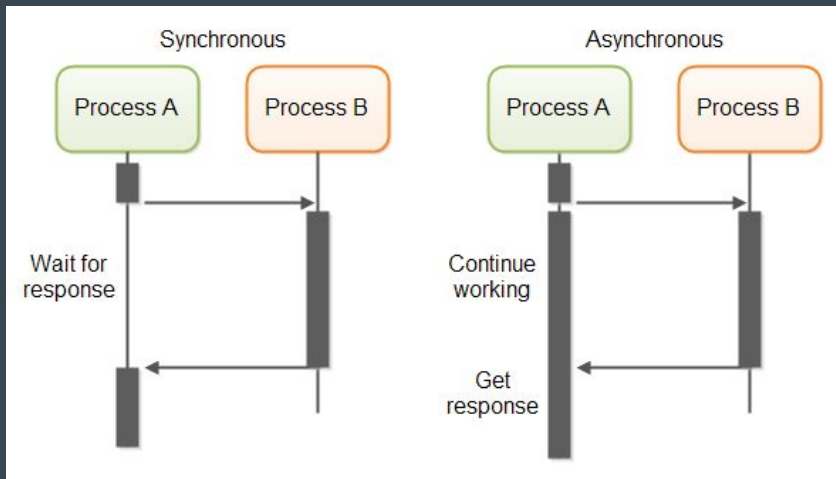 Synchronous
Asynchronous
Process A
Process B
Process A
Process B
Wait for
response
Continue
working
Get
response